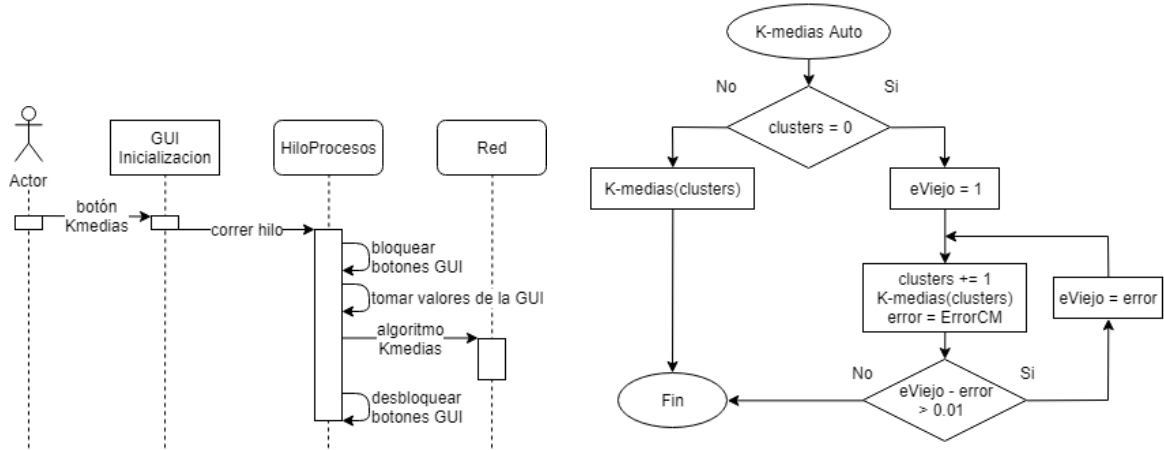 Actor
GUI
Inicializacion
HiloProcesos
Red
botón
Kmedias
correr hilo
bloquear
botones GUI
tomar valores de la GUI
algoritmo
Kmedias
desbloquear
botones GUI
K-medias Auto
No
Si
clusters = 0
K-medias(clusters)
eViejo = 1
clusters += 1
K-medias(clusters)
error = ErrorCM
eViejo = error
No
Si
eViejo - error
> 0.01
Fin